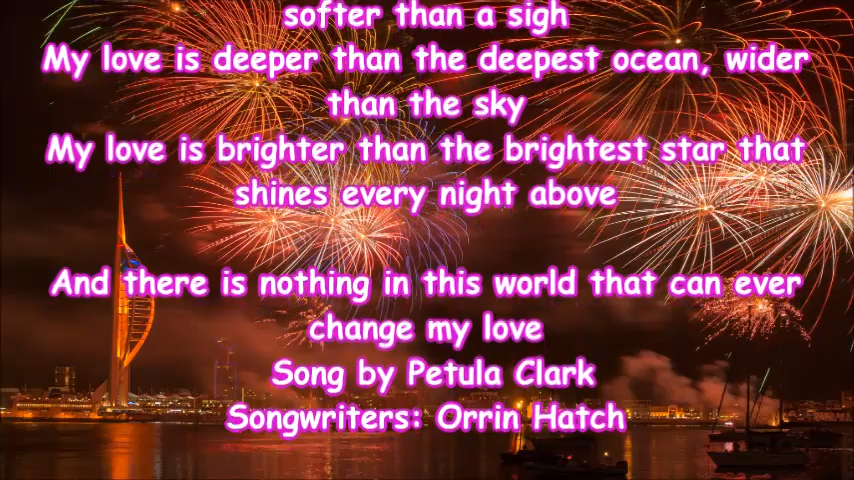 softer than a sigh
My love is deeper than the deepest ocean, wider
than the sky
My love is brighter than the brightest star that
shines every night above
And there is nothing in this world that can ever
change my love
Song by Petula Clark
Songwriters: Orrin Hatch